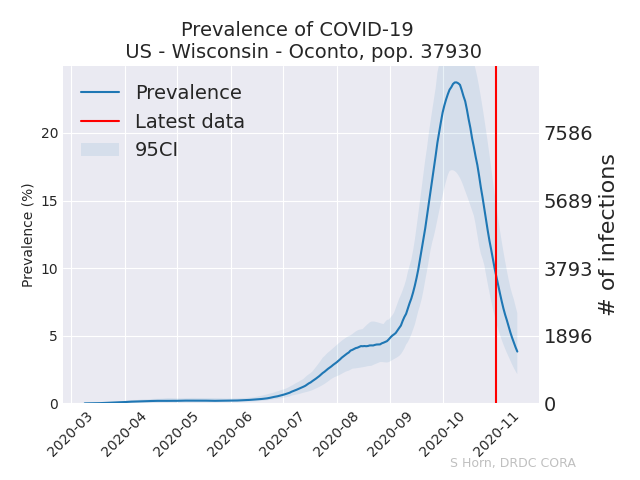 Prevalence of COVID-19
US - Wisconsin - Oconto, pop. 37930
Prevalence
Latest data
95CI
Prevalence (%)
20
15
10
5
0
7586
5689
3793
1896
0
# of infections
2020-03
2020-04
2020-05
2020-06
2020-07
2020-08
2020-09
2020-10
2020-11
S Horn, DRDC CORA